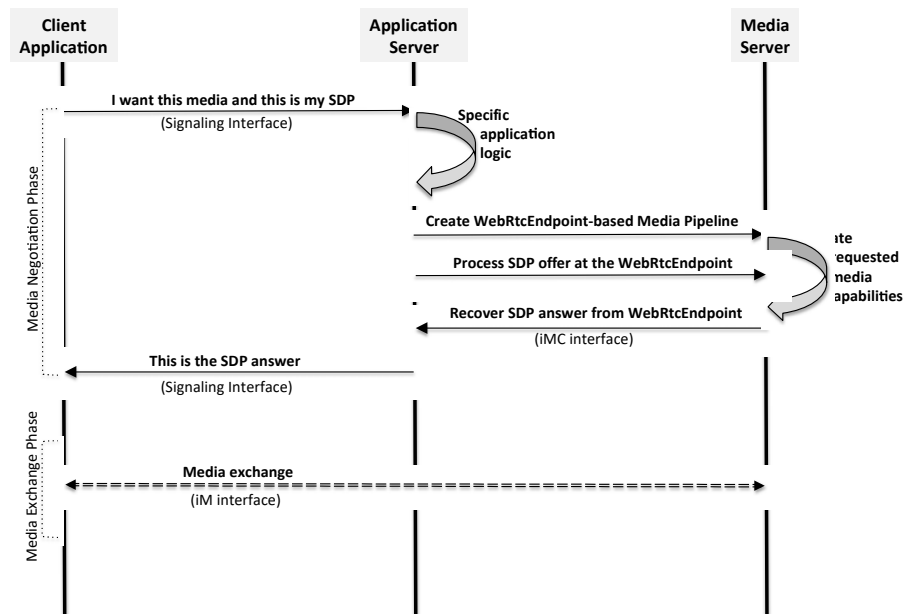 Client
Application
Application
Server
Media
Server
I want this media and this is my SDP
(Signaling Interface)
Specific
application
logic
Media Negotiation Phase
Create WebRtcEndpoint-based Media Pipeline
Process SDP offer at the WebRtcEndpoint
requested
media
Recover SDP answer from WebRtcEndpoint
(iMC interface)
This is the SDP answer
(Signaling Interface)
Media Exchange Phase
Media exchange
(iM interface)